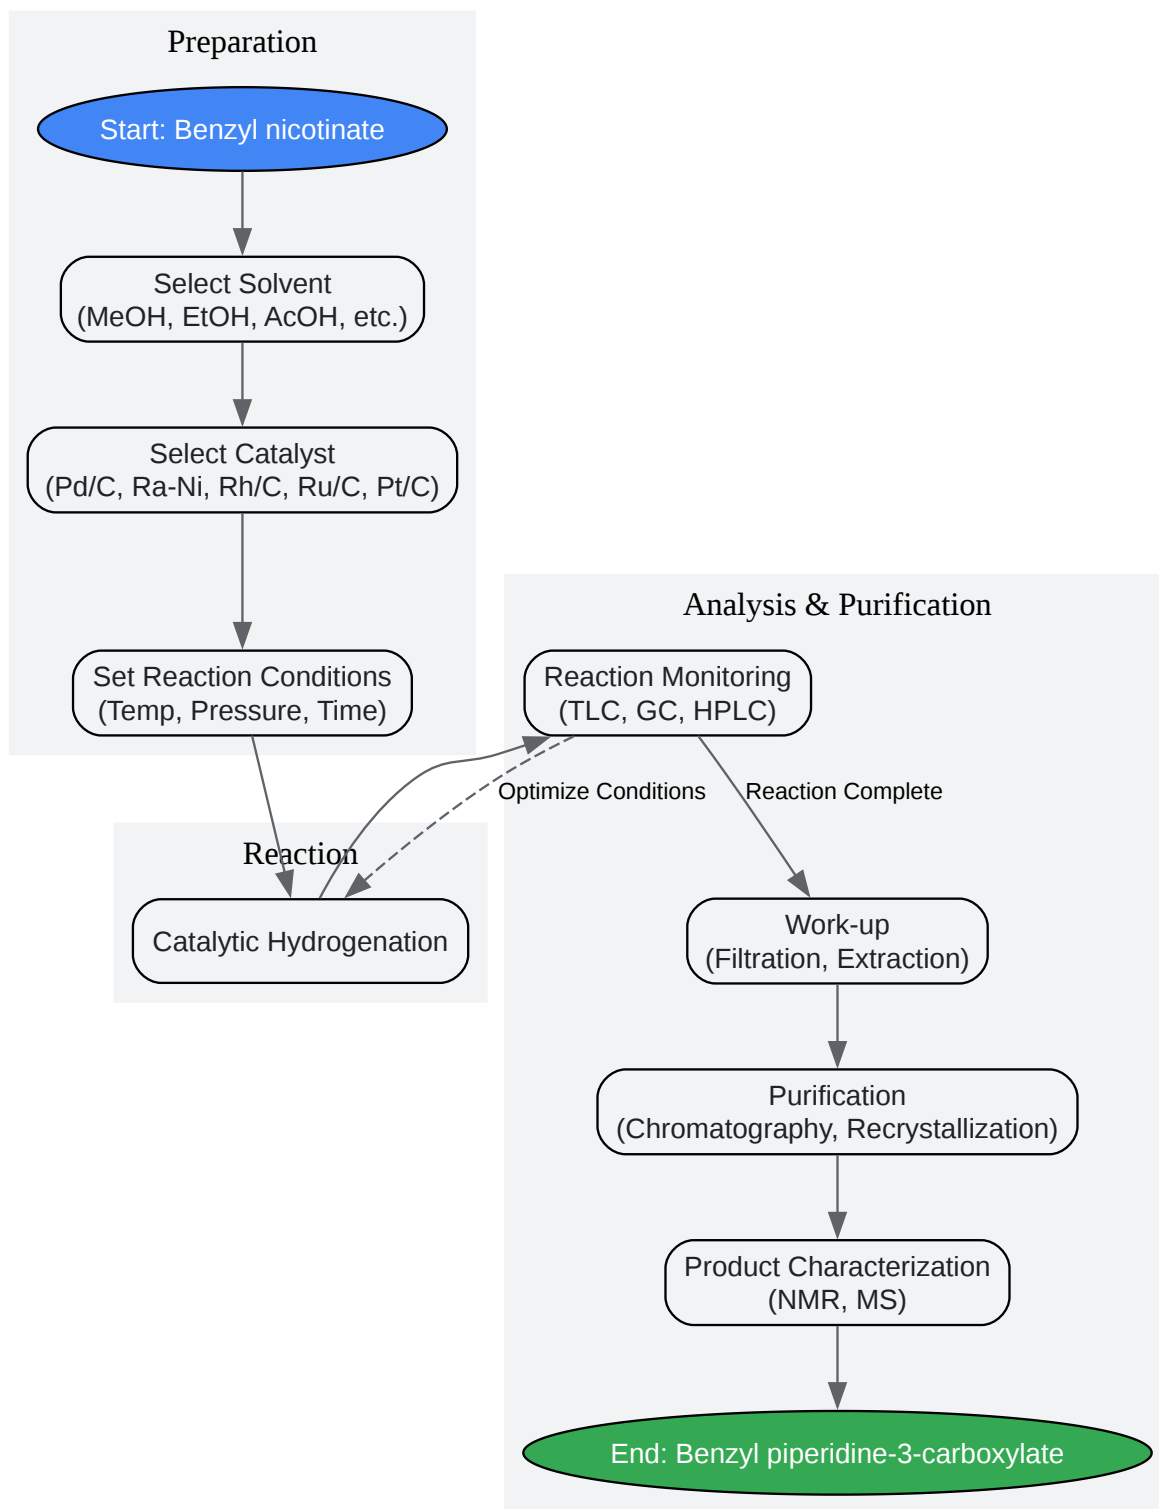 Preparation
Start: Benzyl nicotinate
Select Solvent
(MeOH, EtOH, AcOH, etc.)
Select Catalyst
(Pd/C, Ra-Ni, Rh/C, Ru/C, Pt/C)
Set Reaction Conditions
(Temp, Pressure, Time)
Reaction
Catalytic Hydrogenation
Analysis & Purification
Reaction Monitoring
(TLC, GC, HPLC)
Optimize Conditions
Reaction Complete
Work-up
(Filtration, Extraction)
Purification
(Chromatography, Recrystallization)
Product Characterization
(NMR, MS)
End: Benzyl piperidine-3-carboxylate